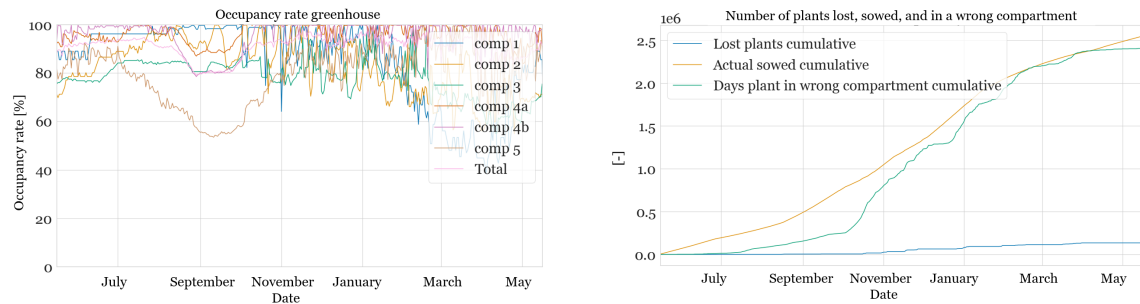 Occupancy rate greenhouse
Occupancy rate [%]
100
80
60
40
20
0
comp 1
comp 2
comp 3
comp 4a
comp 4b
comp 5
Total
July
September
November
January
March
May
Date
Number of plants lost, sowed, and in a wrong compartment
1e6
[-]
2.5
2.0
1.5
1.0
0.5
0.0
Lost plants cumulative
Actual sowed cumulative
Days plant in wrong compartment cumulative
July
September
November
January
March
May
Date